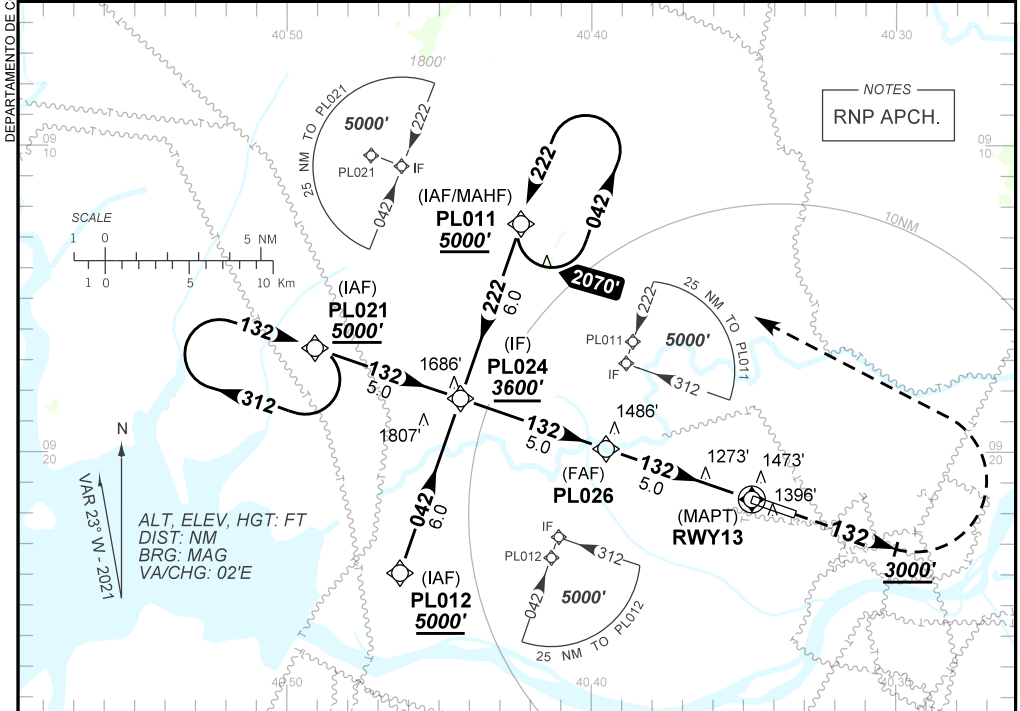 DEPARTAMENTO DE C
40:50
40:40
40:30
1800'
25 NM TO PL021
5000'
222
PL021
IF
042
NOTES
RNP APCH.
09
10
09
10
222
042
(IAF/MAHF)
PL011
5000'
SCALE
1 0 5 NM
1 0 5 10 Km
10NM
2070'
(IAF)
PL021
5000'
132
312
222
6.0
25 NM TO PL011
222
PL011
5000'
IF
312
(IF)
PL024
3600'
1686'
132
5.0
1807'
132
5.0
1486'
09
20
09
20
(FAF)
PL026
132
5.0
1273'
1473'
1396'
(MAPT)
RWY13
132
3000'
N
VAR 23° W - 2021
ALT, ELEV, HGT: FT
DIST: NM
BRG: MAG
VA/CHG: 02'E
042
6.0
(IAF)
PL012
5000'
IF
312
PL012
042
5000'
25 NM TO PL012
40:50
40:40
40:30